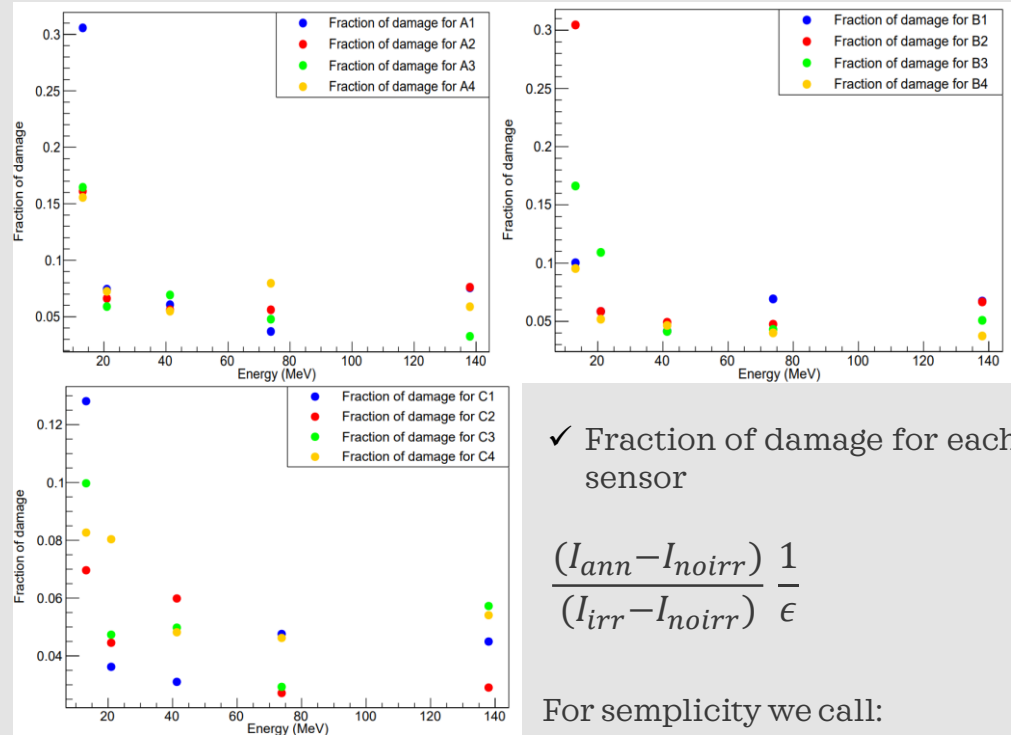 Fraction of damage for A1
Fraction of damage for A2
Fraction of damage for A3
Fraction of damage for A4
0.3
0.25
0.2
0.15
0.1
0.05
Fraction of damage
20 40 60 80 100 120 140
Energy (MeV)
Fraction of damage for B1
Fraction of damage for B2
Fraction of damage for B3
Fraction of damage for B4
0.3
0.25
0.2
0.15
0.1
0.05
Fraction of damage
20 40 60 80 100 120 140
Energy (MeV)
Fraction of damage for C1
Fraction of damage for C2
Fraction of damage for C3
Fraction of damage for C4
0.12
0.1
0.08
0.06
0.04
Fraction of damage
20 40 60 80 100 120 140
Energy (MeV)
✓ Fraction of damage for each
sensor
(I_ann−I_noirr) 1
(I_irr−I_noirr) ϵ
For semplicity we call: